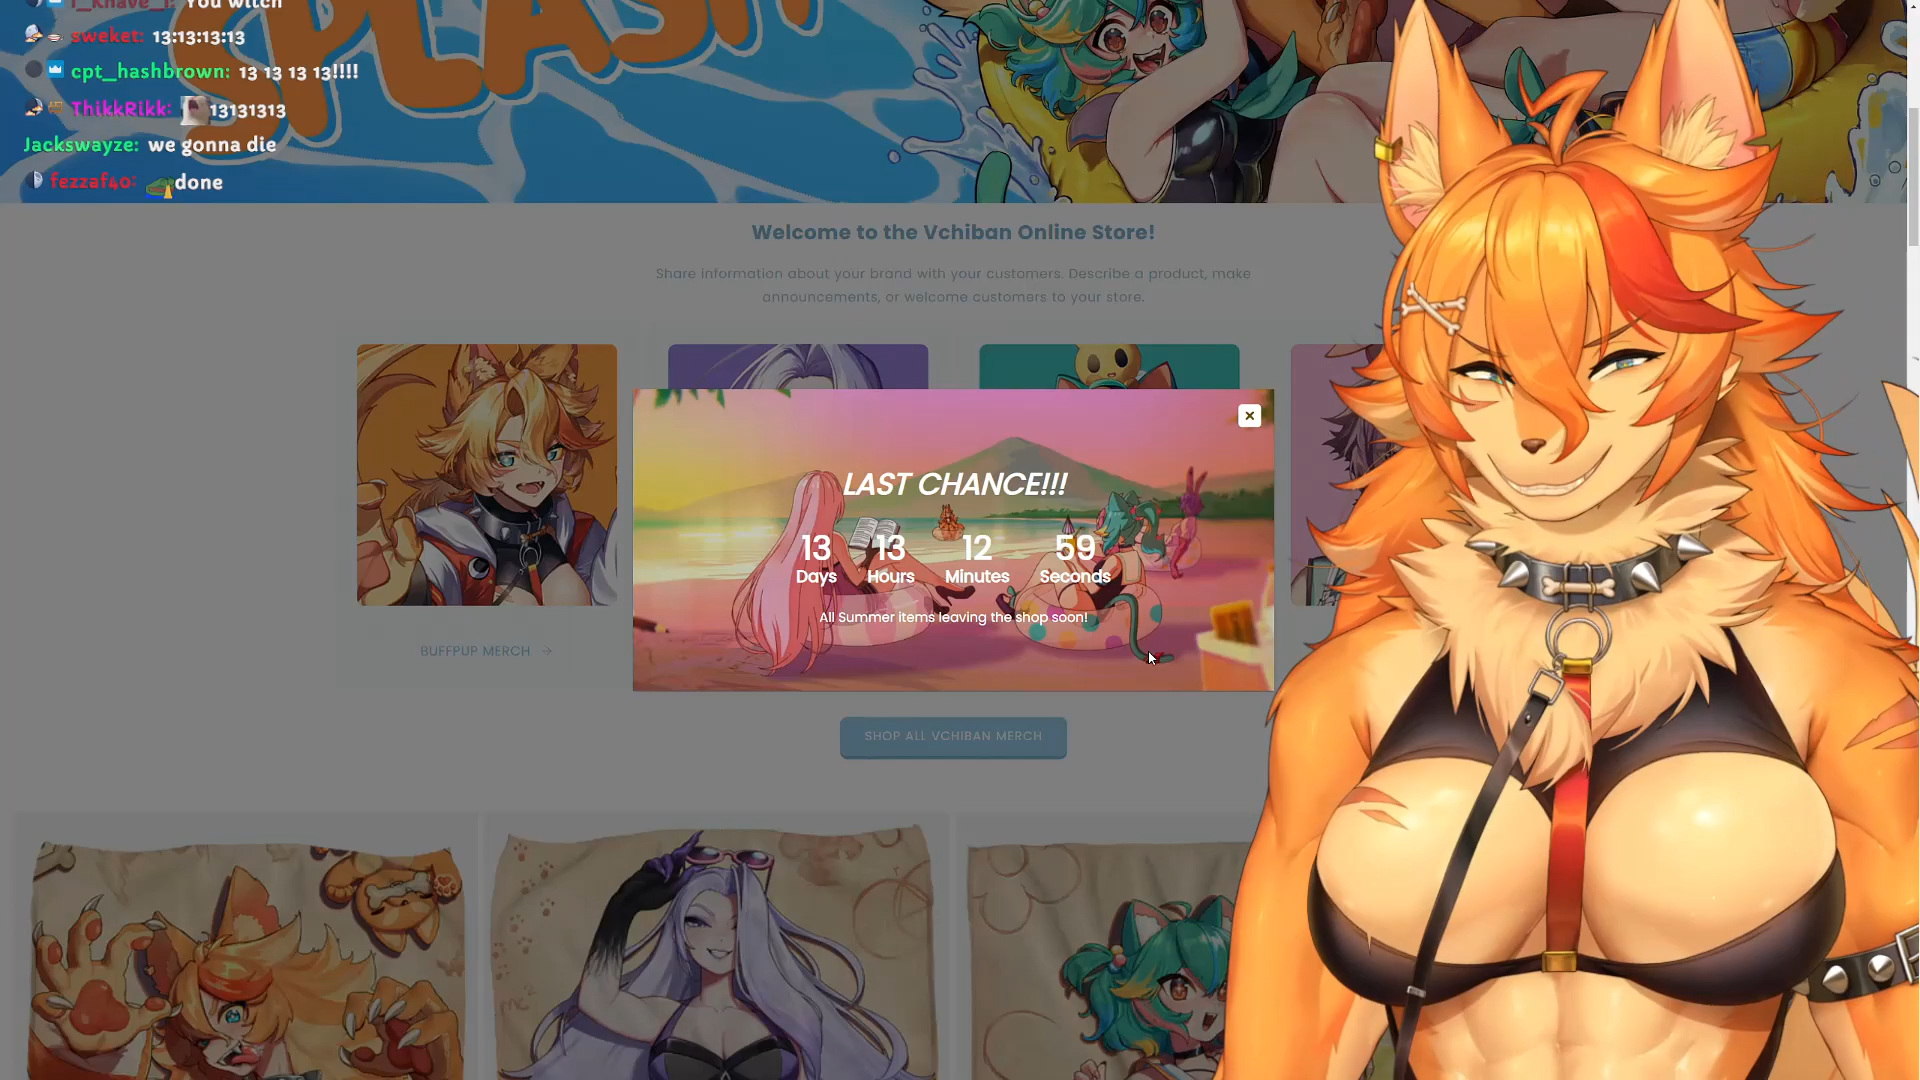 You witch
sweket: 13:13:13:13
cpt_hashbrown: 13 13 13 13!!!!
ThikkRikk: 13131313
Jackswayze: we gonna die
fezzaf40: done
SPLASH
Welcome to the Vchiban Online Store!
Share information about your brand with your customers. Describe a product, make
announcements, or welcome customers to your store.
LAST CHANCE!!!
13 13 12 59
Days Hours Minutes Seconds
All Summer items leaving the shop soon!
BUFFPUP MERCH →
SHOP ALL VCHIBAN MERCH